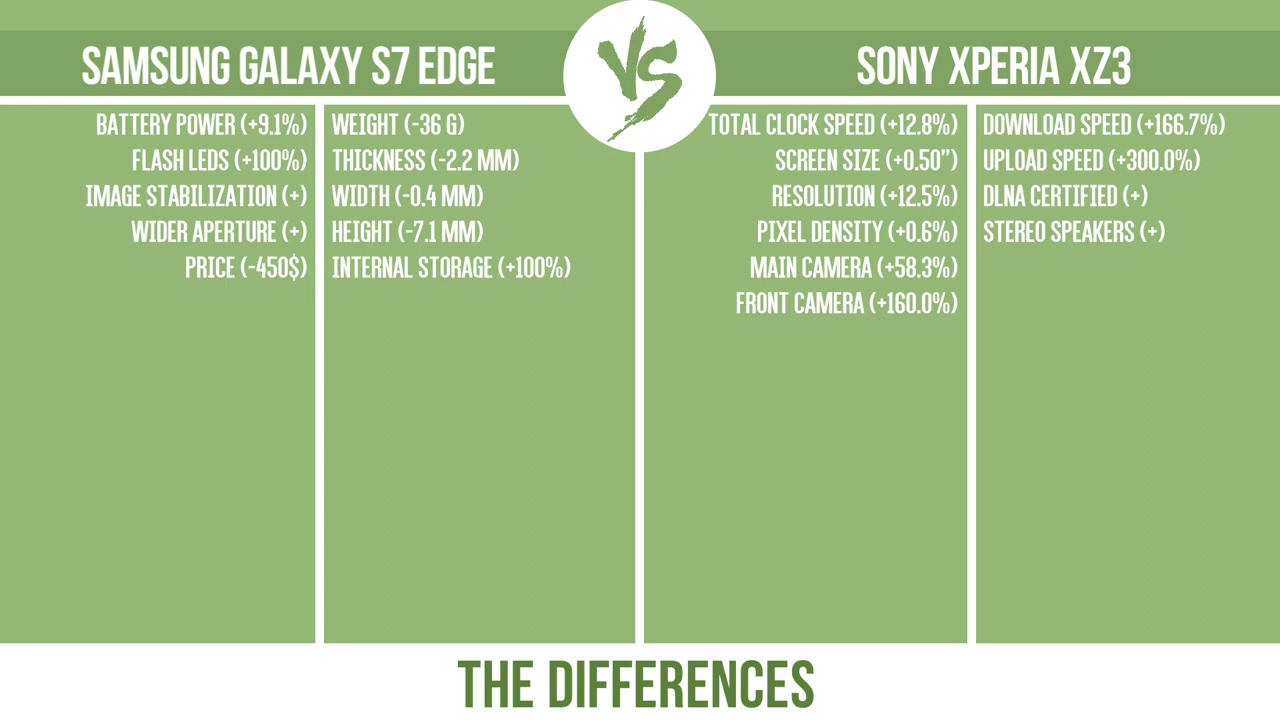 SAMSUNG GALAXY S7 EDGE
VS
SONY XPERIA XZ3
BATTERY POWER (+9.1%)
FLASH LEDS (+100%)
IMAGE STABILIZATION (+)
WIDER APERTURE (+)
PRICE (-450$)
WEIGHT (-36 G)
THICKNESS (-2.2 MM)
WIDTH (-0.4 MM)
HEIGHT (-7.1 MM)
INTERNAL STORAGE (+100%)
TOTAL CLOCK SPEED (+12.8%)
SCREEN SIZE (+0.50”)
RESOLUTION (+12.5%)
PIXEL DENSITY (+0.6%)
MAIN CAMERA (+58.3%)
FRONT CAMERA (+160.0%)
DOWNLOAD SPEED (+166.7%)
UPLOAD SPEED (+300.0%)
DLNA CERTIFIED (+)
STEREO SPEAKERS (+)
THE DIFFERENCES